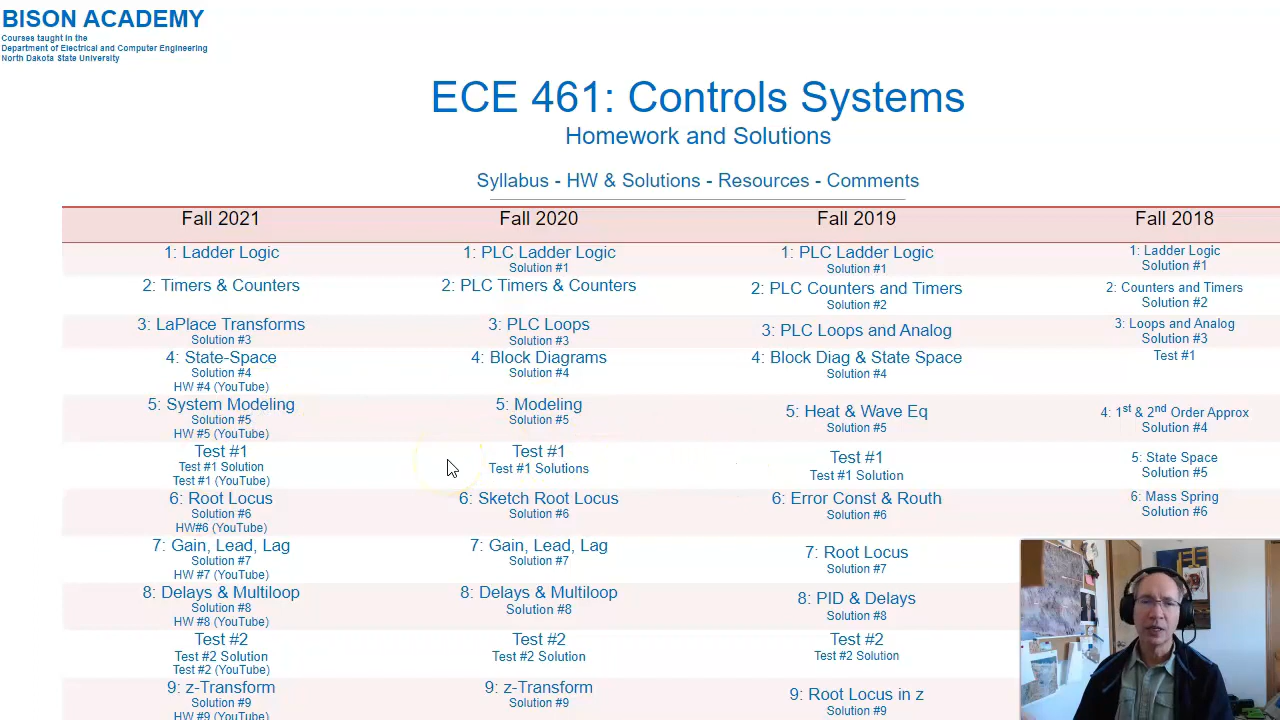 BISON ACADEMY
Courses taught in the
Department of Electrical and Computer Engineering
North Dakota State University
ECE 461: Controls Systems
Homework and Solutions
Syllabus - HW & Solutions - Resources - Comments
Fall 2021
1: Ladder Logic
2: Timers & Counters
3: LaPlace Transforms
Solution #3
4: State-Space
Solution #4
HW #4 (YouTube)
5: System Modeling
Solution #5
HW #5 (YouTube)
Test #1
Test #1 Solution
Test #1 (YouTube)
6: Root Locus
Solution #6
HW#6 (YouTube)
7: Gain, Lead, Lag
Solution #7
HW #7 (YouTube)
8: Delays & Multiloop
Solution #8
HW #8 (YouTube)
Test #2
Test #2 Solution
Test #2 (YouTube)
9: z-Transform
Solution #9
HW #9 (YouTube)
Fall 2020
1: PLC Ladder Logic
Solution #1
2: PLC Timers & Counters
3: PLC Loops
Solution #3
4: Block Diagrams
Solution #4
5: Modeling
Solution #5
Test #1
Test #1 Solutions
6: Sketch Root Locus
Solution #6
7: Gain, Lead, Lag
Solution #7
8: Delays & Multiloop
Solution #8
Test #2
Test #2 Solution
9: z-Transform
Solution #9
Fall 2019
1: PLC Ladder Logic
Solution #1
2: PLC Counters and Timers
Solution #2
3: PLC Loops and Analog
4: Block Diag & State Space
Solution #4
5: Heat & Wave Eq
Solution #5
Test #1
Test #1 Solution
6: Error Const & Routh
Solution #6
7: Root Locus
Solution #7
8: PID & Delays
Solution #8
Test #2
Test #2 Solution
9: Root Locus in z
Solution #9
Fall 2018
1: Ladder Logic
Solution #1
2: Counters and Timers
Solution #2
3: Loops and Analog
Solution #3
Test #1
4: 1st & 2nd Order Approx
Solution #4
5: State Space
Solution #5
6: Mass Spring
Solution #6